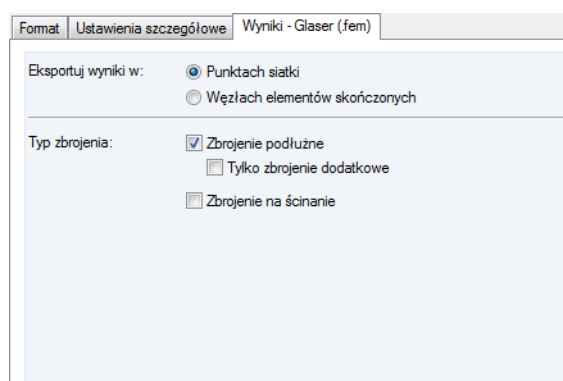 Format Ustawienia szczegółowe Wyniki - Glaser (.fem)
Eksportuj wyniki w: Punktach siatki
Węzłach elementów skończonych
Typ zbrojenia: Zbrojenie podłużne
Tylko zbrojenie dodatkowe
Zbrojenie na ścinanie